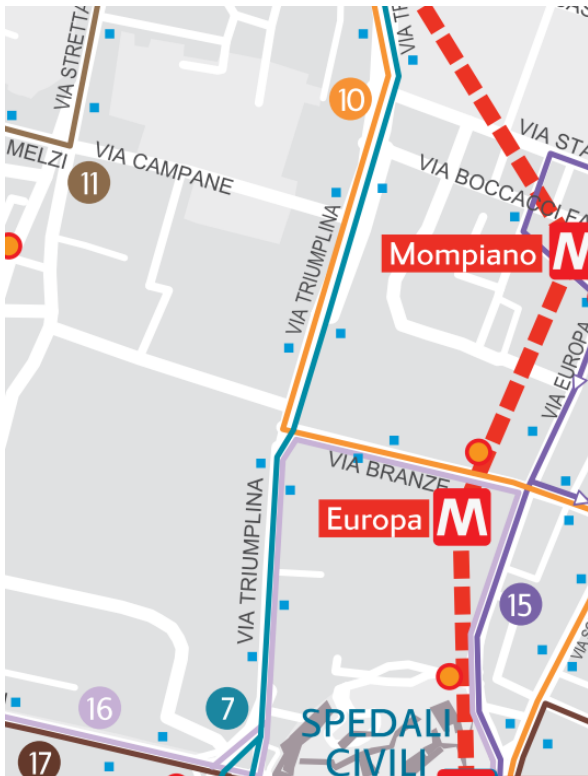 VIA STRETTA
10
VIA CAMPANE
MELZI
11
VIA BOCCACCI
Mompiano M
VIA TRIUMPLINA
VIA EUROPA
VIA BRANZE
Europa M
VIA TRIUMPLINA
15
16
7
SPEDALI
CIVILI
17